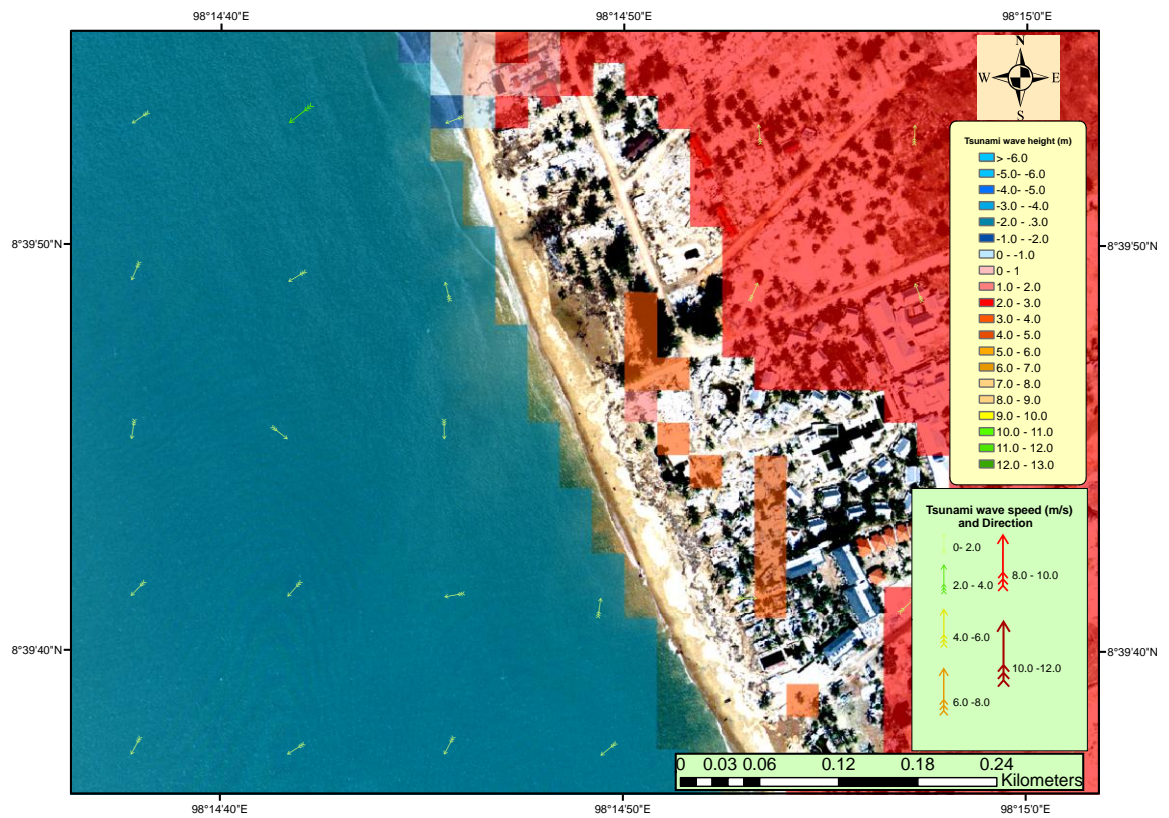 98°14'40"E
98°14'50"E
98°15'0"E
N
W
E
S
Tsunami wave height (m)
> -6.0
-5.0- -6.0
-4.0- -5.0
-3.0 - -4.0
-2.0 - .3.0
-1.0 - -2.0
0 - -1.0
0 - 1
1.0 - 2.0
2.0 - 3.0
3.0 - 4.0
4.0 - 5.0
5.0 - 6.0
6.0 - 7.0
7.0 - 8.0
8.0 - 9.0
9.0 - 10.0
10.0 - 11.0
11.0 - 12.0
12.0 - 13.0
8°39'50"N
8°39'50"N
Tsunami wave speed (m/s)
and Direction
0- 2.0
2.0 - 4.0
8.0 - 10.0
4.0 -6.0
10.0 -12.0
6.0 -8.0
8°39'40"N
8°39'40"N
0 0.03 0.06 0.12 0.18 0.24
Kilometers
98°14'40"E
98°14'50"E
98°15'0"E